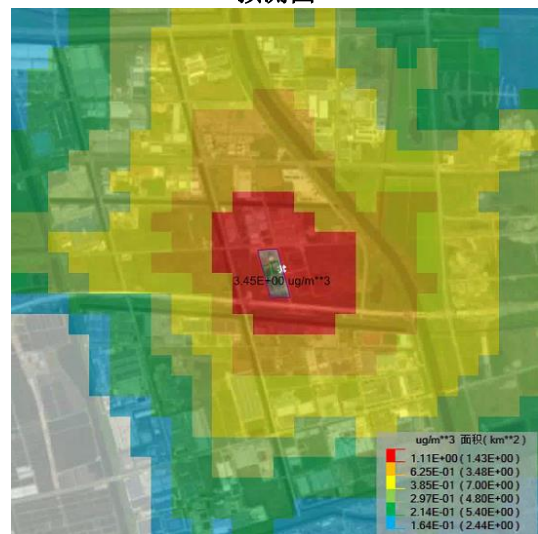 3.45E+00 ug/m**3
ug/m**3 面积( km**2)
1.11E+00 ( 1.43E+00 )
6.25E-01 ( 3.48E+00 )
3.85E-01 ( 7.00E+00 )
2.97E-01 ( 4.80E+00 )
2.14E-01 ( 5.40E+00 )
1.64E-01 ( 2.44E+00 )